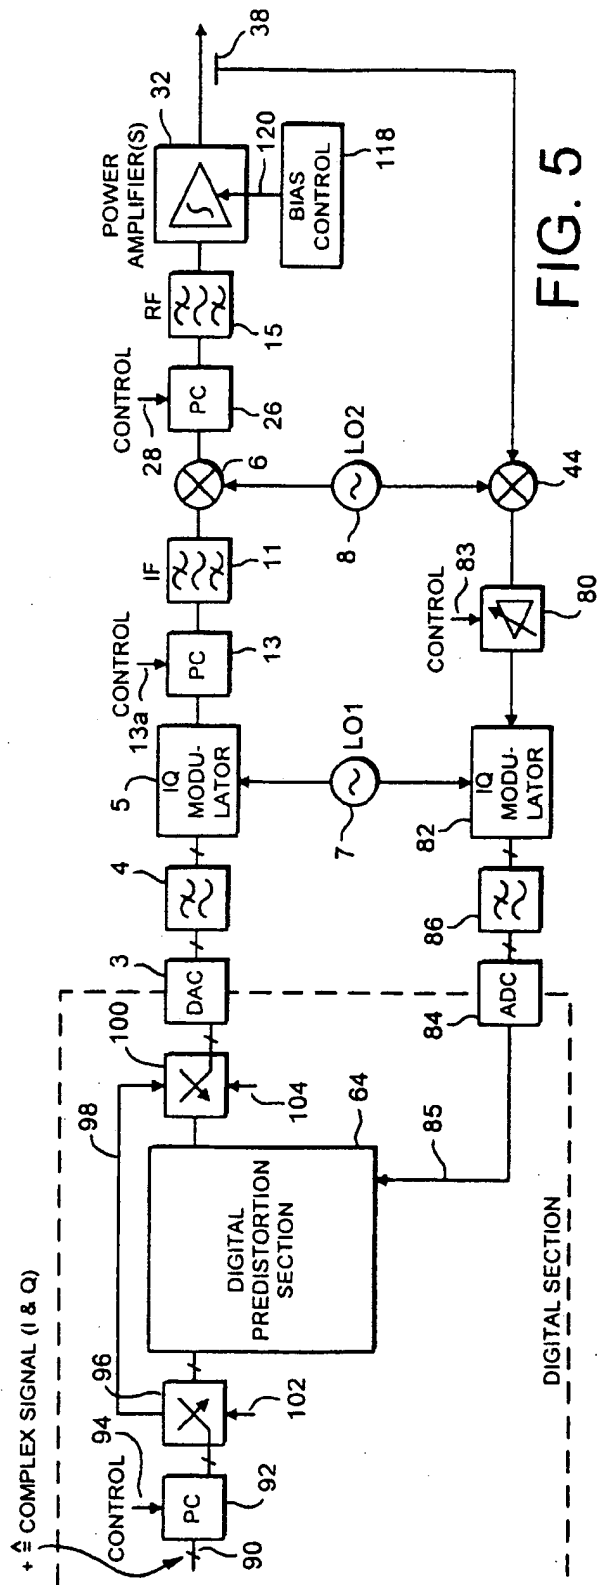 + ≙ COMPLEX SIGNAL (I & Q)
90
CONTROL
94
PC
92
96
102
98
DIGITAL
PREDISTORTION
SECTION
64
100
104
DIGITAL SECTION
85
DAC
3
4
IQ
MODU-
LATOR
5
CONTROL
13a
PC
13
IF
11
6
CONTROL
28
PC
26
RF
15
POWER
AMPLIFIER(S)
32
120
BIAS
CONTROL
118
38
LO1
7
LO2
8
ADC
84
86
IQ
MODU-
LATOR
82
CONTROL
83
80
44
FIG. 5